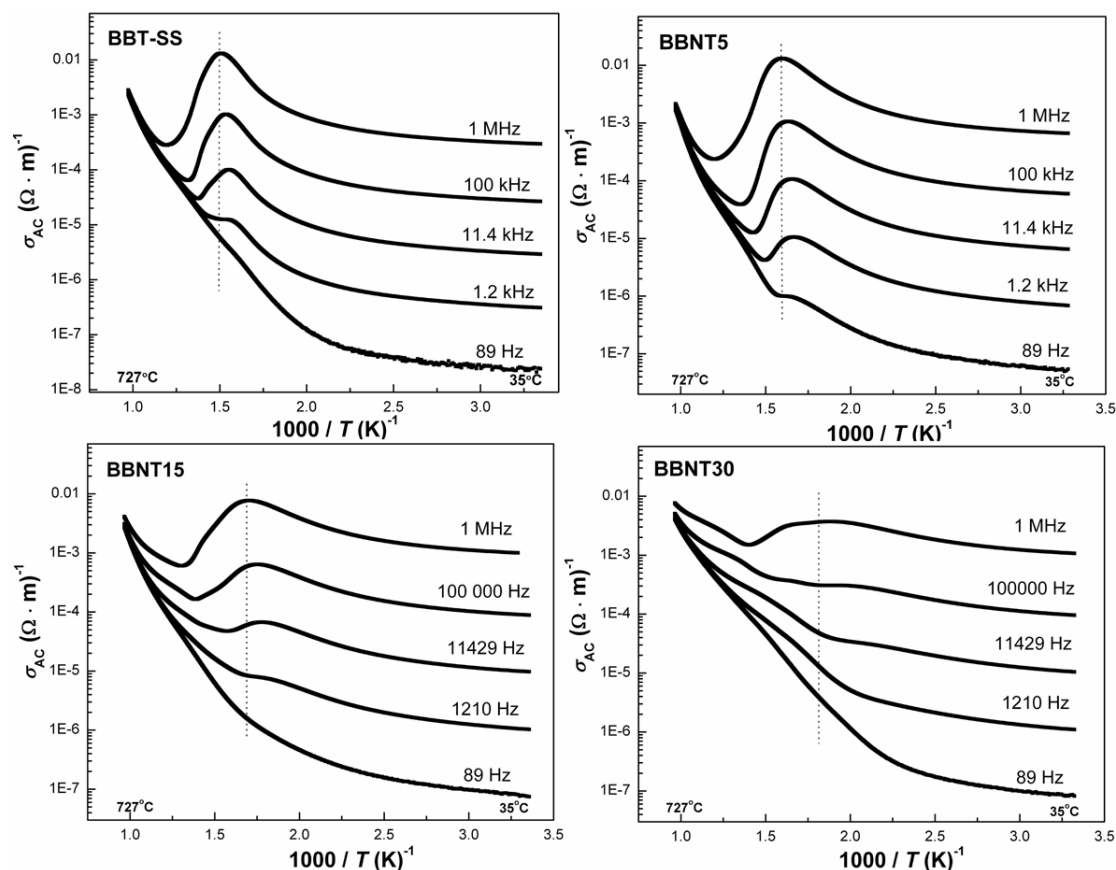 BBT-SS
0.01
1E-3
1E-4
1E-5
1E-6
1E-7
1E-8
σAC (Ω · m)-1
1 MHz
100 kHz
11.4 kHz
1.2 kHz
89 Hz
727°C
35°C
1.0 1.5 2.0 2.5 3.0
1000 / T (K)-1
BBNT5
0.01
1E-3
1E-4
1E-5
1E-6
1E-7
σAC (Ω · m)-1
1 MHz
100 kHz
11.4 kHz
1.2 kHz
89 Hz
727°C
35°C
1.0 1.5 2.0 2.5 3.0 3.5
1000 / T (K)-1
BBNT15
0.01
1E-3
1E-4
1E-5
1E-6
1E-7
σAC (Ω · m)-1
1 MHz
100 000 Hz
11429 Hz
1210 Hz
89 Hz
727°C
35°C
1.0 1.5 2.0 2.5 3.0 3.5
1000 / T (K)-1
BBNT30
0.01
1E-3
1E-4
1E-5
1E-6
1E-7
σAC (Ω · m)-1
1 MHz
100000 Hz
11429 Hz
1210 Hz
89 Hz
727°C
35°C
1.0 1.5 2.0 2.5 3.0 3.5
1000 / T (K)-1